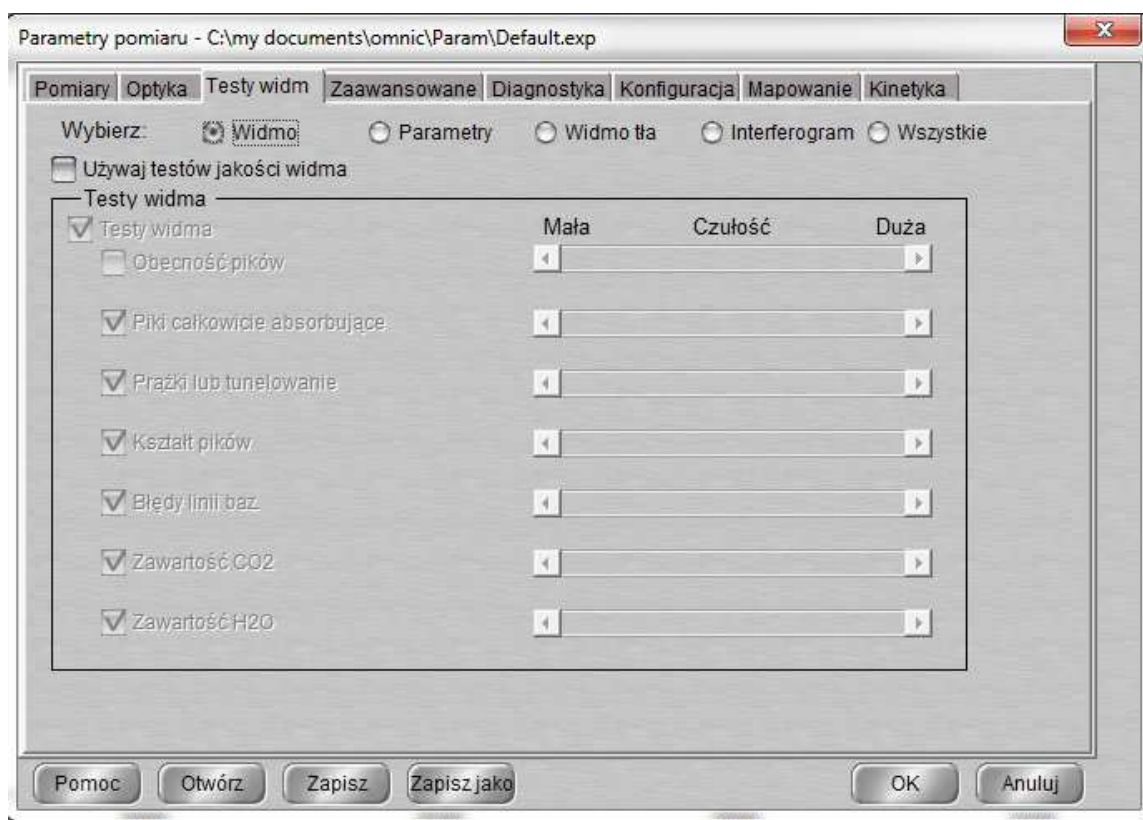 Parametry pomiaru - C:\my documents\omnic\Param\Default.exp
Pomiary Optyka Testy widm Zaawansowane Diagnostyka Konfiguracja Mapowanie Kinetyka
Wybierz: Widmo Parametry Widmo tła Interferogram Wszystkie
Używaj testów jakości widma
Testy widma
Testy widma Mała Czułość Duża
Obecność pików
Piki całkowicie absorbujące
Prążki lub tunelowanie
Kształt pików
Błędy linii baz.
Zawartość CO2
Zawartość H2O
Pomoc Otwórz Zapisz Zapisz jako OK Anuluj